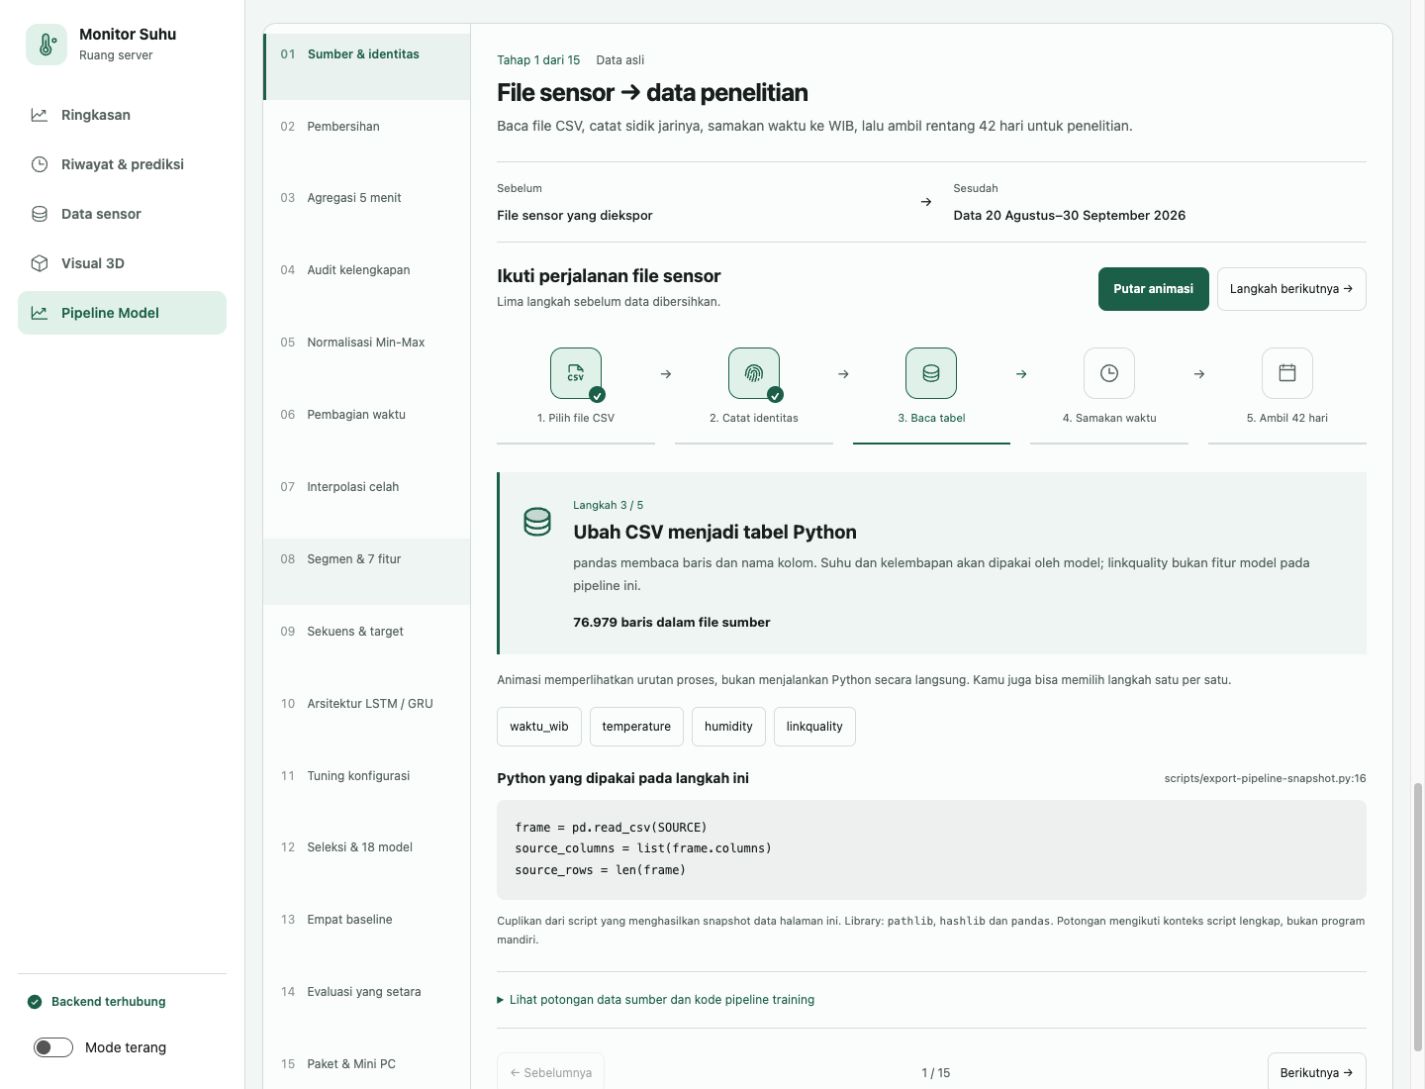 Monitor Suhu
Ruang server
Ringkasan
Riwayat & prediksi
Data sensor
Visual 3D
Pipeline Model
Backend terhubung
Mode terang
01 Sumber & identitas
02 Pembersihan
03 Agregasi 5 menit
04 Audit kelengkapan
05 Normalisasi Min-Max
06 Pembagian waktu
07 Interpolasi celah
08 Segmen & 7 fitur
09 Sekuens & target
10 Arsitektur LSTM / GRU
11 Tuning konfigurasi
12 Seleksi & 18 model
13 Empat baseline
14 Evaluasi yang setara
15 Paket & Mini PC
Tahap 1 dari 15 Data asli
File sensor → data penelitian
Baca file CSV, catat sidik jarinya, samakan waktu ke WIB, lalu ambil rentang 42 hari untuk penelitian.
Sebelum
File sensor yang diekspor
→
Sesudah
Data 20 Agustus–30 September 2026
Ikuti perjalanan file sensor
Lima langkah sebelum data dibersihkan.
Putar animasi
Langkah berikutnya →
CSV
1. Pilih file CSV
→
2. Catat identitas
→
3. Baca tabel
→
4. Samakan waktu
→
5. Ambil 42 hari
Langkah 3 / 5
Ubah CSV menjadi tabel Python
pandas membaca baris dan nama kolom. Suhu dan kelembapan akan dipakai oleh model; linkquality bukan fitur model pada
pipeline ini.
76.979 baris dalam file sumber
Animasi memperlihatkan urutan proses, bukan menjalankan Python secara langsung. Kamu juga bisa memilih langkah satu per satu.
waktu_wib
temperature
humidity
linkquality
Python yang dipakai pada langkah ini
scripts/export-pipeline-snapshot.py:16
frame = pd.read_csv(SOURCE)
source_columns = list(frame.columns)
source_rows = len(frame)
Cuplikan dari script yang menghasilkan snapshot data halaman ini. Library: pathlib, hashlib dan pandas. Potongan mengikuti konteks script lengkap, bukan program
mandiri.
▶ Lihat potongan data sumber dan kode pipeline training
← Sebelumnya
1 / 15
Berikutnya →